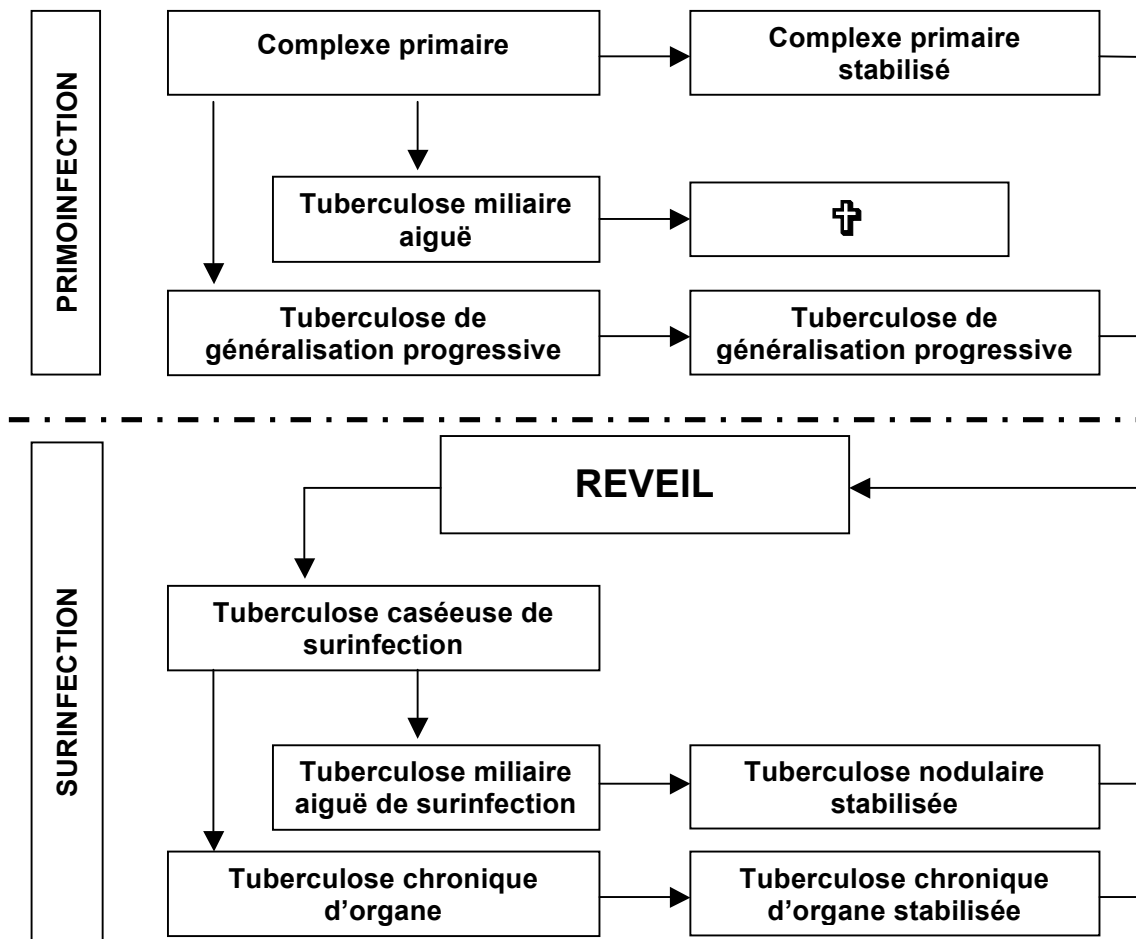 PRIMOINFECTION
Complexe primaire
Complexe primaire
stabilisé
Tuberculose miliaire
aiguë
✞
Tuberculose de
généralisation progressive
Tuberculose de
généralisation progressive
SURINFECTION
REVEIL
Tuberculose caséeuse de
surinfection
Tuberculose miliaire
aiguë de surinfection
Tuberculose nodulaire
stabilisée
Tuberculose chronique
d'organe
Tuberculose chronique
d'organe stabilisée